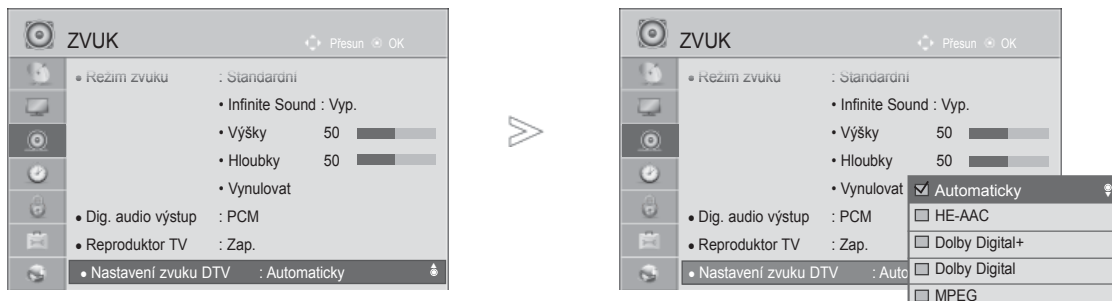 ZVUK
Přesun OK
• Režim zvuku : Standardní
• Infinite Sound : Vyp.
• Výšky 50
• Hloubky 50
• Vynulovat
• Dig. audio výstup : PCM
• Reproduktor TV : Zap.
• Nastavení zvuku DTV : Automaticky
ZVUK
Přesun OK
• Režim zvuku : Standardní
• Infinite Sound : Vyp.
• Výšky 50
• Hloubky 50
• Vynulovat
• Dig. audio výstup : PCM
• Reproduktor TV : Zap.
• Nastavení zvuku DTV : Auto
Automaticky
HE-AAC
Dolby Digital+
Dolby Digital
MPEG